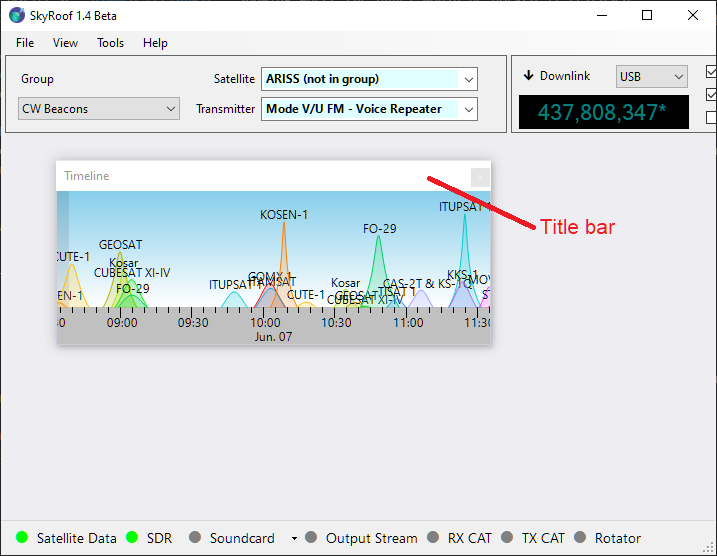 SkyRoof 1.4 Beta
File View Tools Help
Group
Satellite ARISS (not in group)
CW Beacons
Transmitter Mode V/U FM - Voice Repeater
Downlink USB
437,808,347*
Timeline
Title bar
ITUPSAT 1
KOSEN-1
FO-29
GEOSAT
CUTE-1
Kosar
CUBESAT XI-IV
KKS-1
GOMX 1
ITAMSAT
ITUPSAT
Kosar
CAS-2T & KS-1Q
TISAT 1
FO-29
EN-1
CUTE-1
GEOSAT
CUBESAT XI-IV
MO
S
:30 09:00 09:30 10:00 10:30 11:00 11:30
Jun. 07
Satellite Data SDR Soundcard Output Stream RX CAT TX CAT Rotator